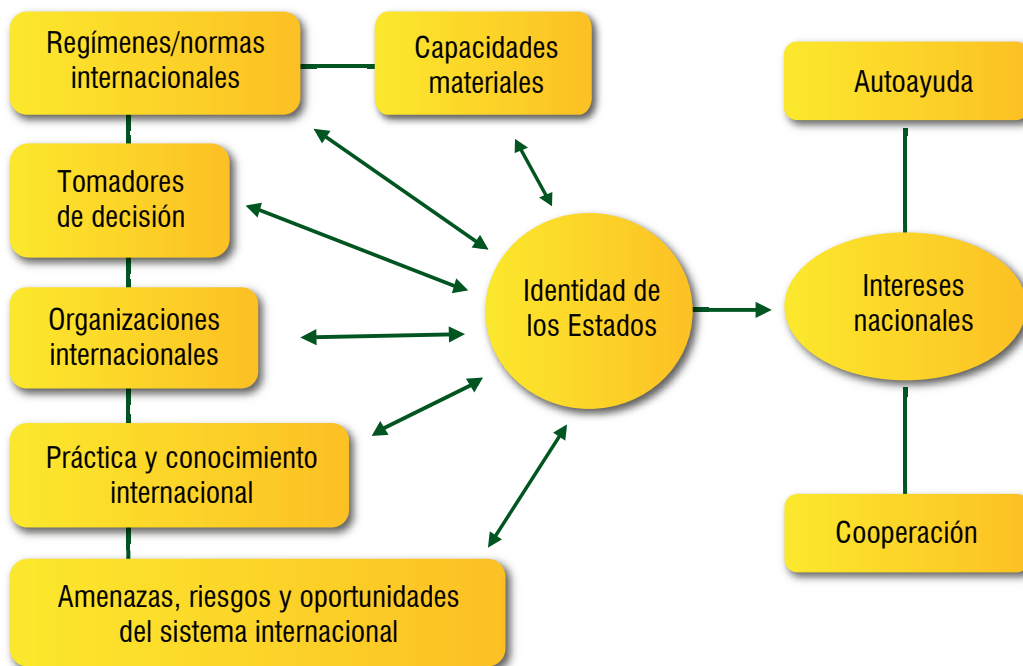 Regímenes/normas
internacionales
Capacidades
materiales
Autoayuda
Tomadores
de decisión
Identidad de
los Estados
Intereses
nacionales
Organizaciones
internacionales
Práctica y conocimiento
internacional
Cooperación
Amenazas, riesgos y oportunidades
del sistema internacional